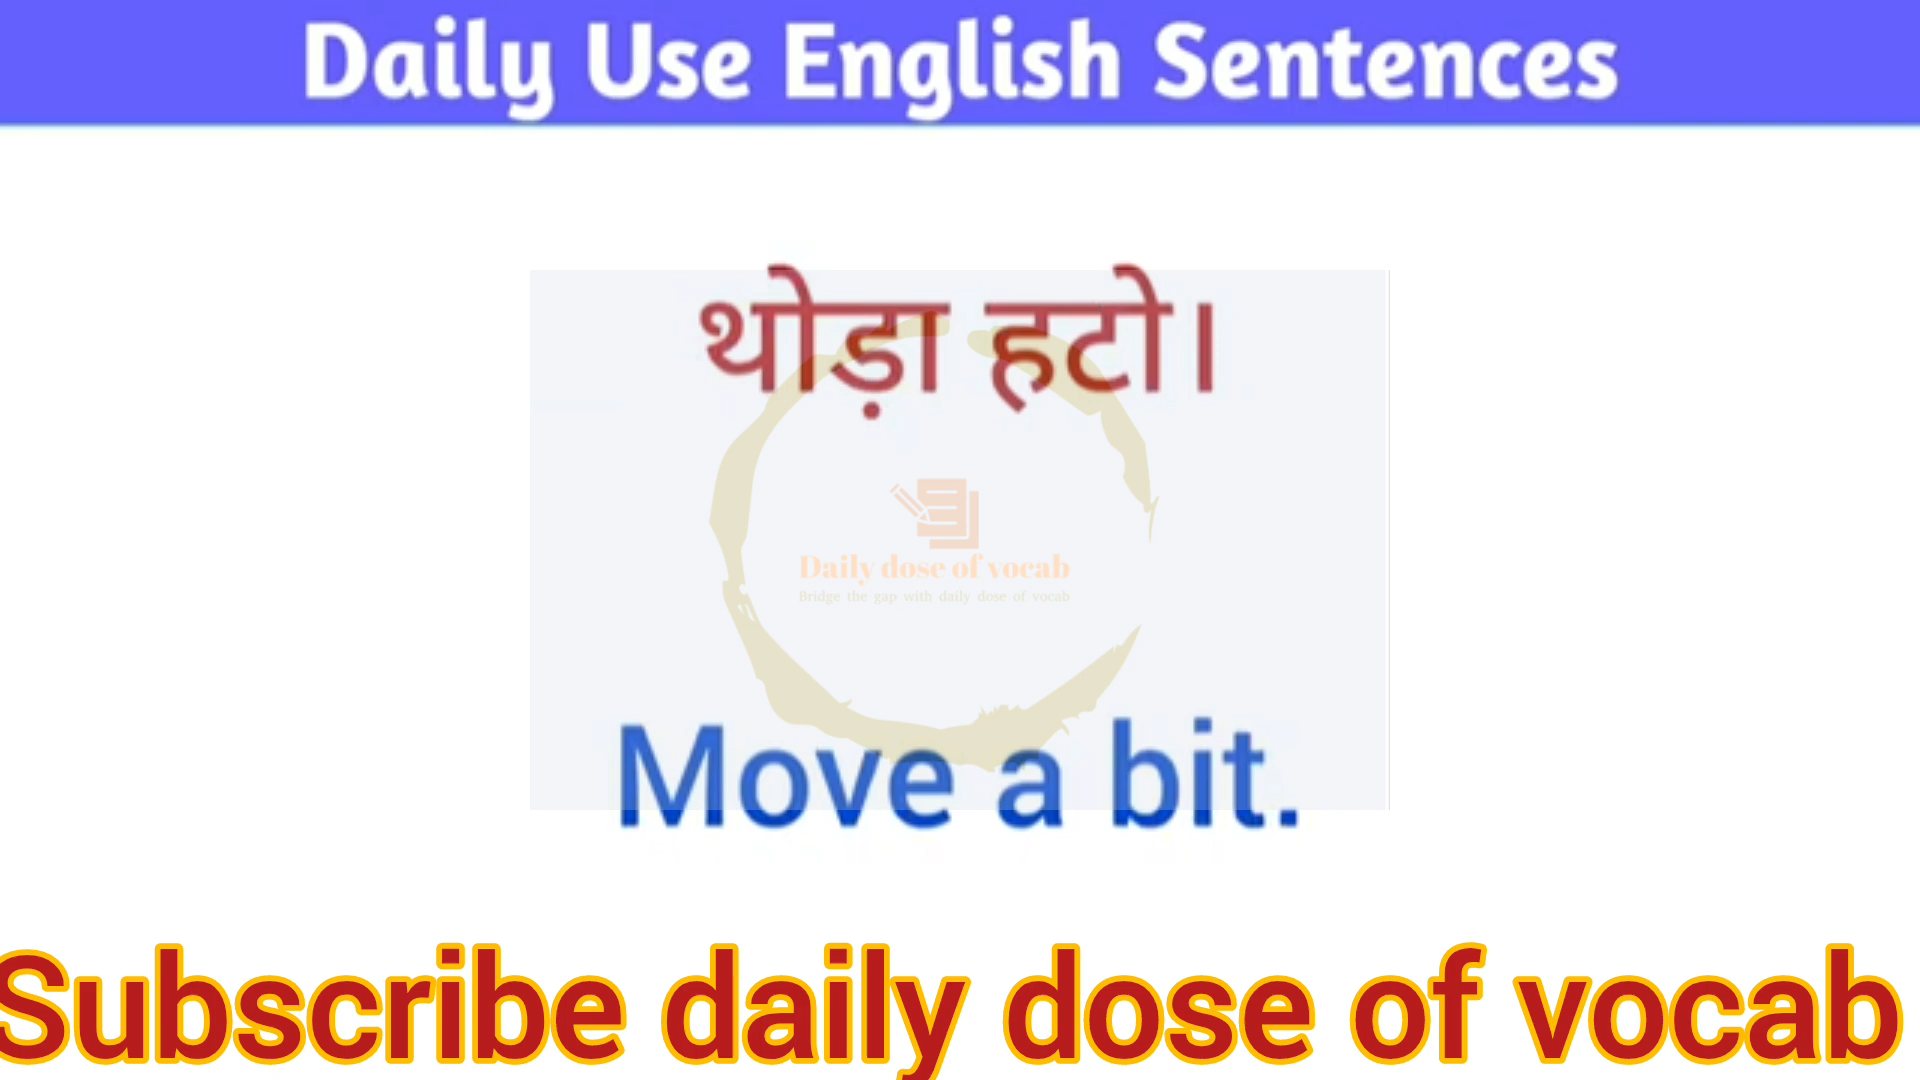 Daily Use English Sentences
थोड़ा हटो।
Daily dose of vocab
Bridge the gap with daily dose of vocab
Move a bit.
Subscribe daily dose of vocab